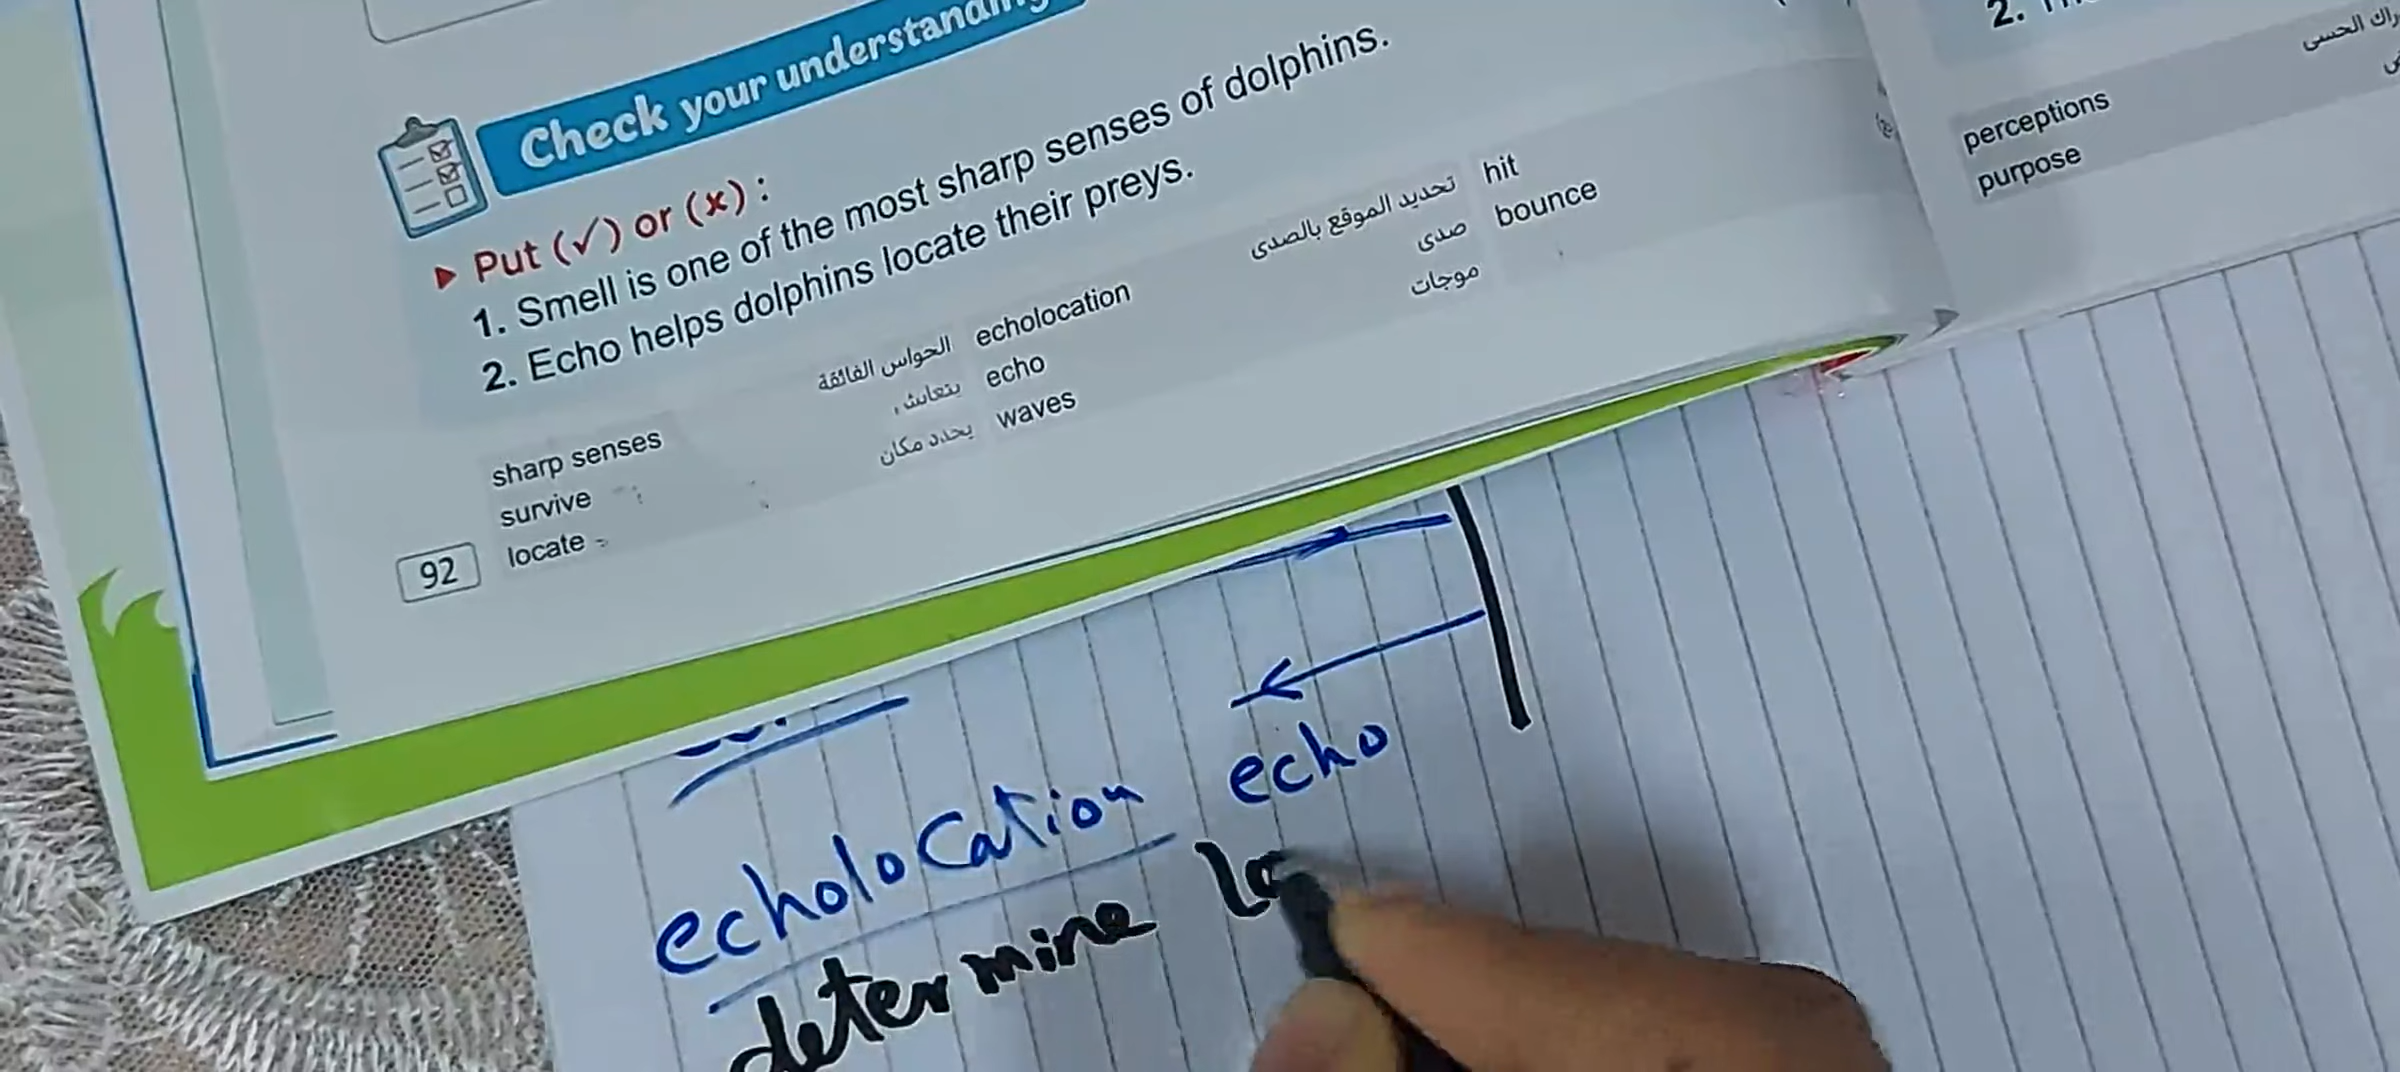 Check your understanding
Put (✓) or (x) :
1. Smell is one of the most sharp senses of dolphins.
2. Echo helps dolphins locate their preys.
sharp senses الحواس الفائقة echolocation تحديد الموقع بالصدى hit
survive يتعايش echo صدى bounce
locate يحدد مكان waves موجات
92
2.
perceptions
purpose
echo
echolocation
determine